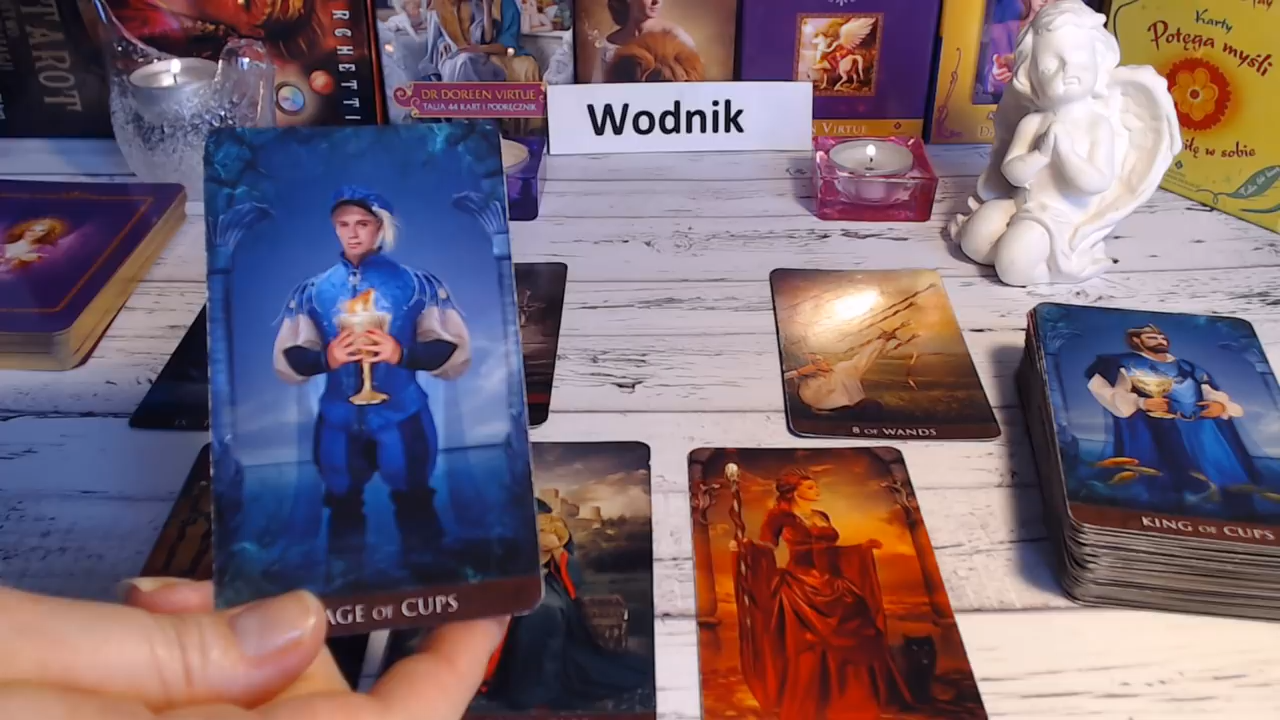 TAROT
RCHETTI
DR DOREEN VIRTUE
TALIA 44 KART I PODRĘCZNIK
Wodnik
VIRTUE
Karty
Potęga myśli
w sobie
AGE OF CUPS
8 OF WANDS
KING OF CUPS